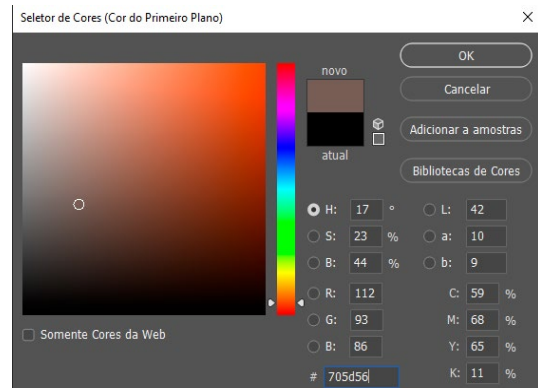 Seletor de Cores (Cor do Primeiro Plano)
novo
atual
OK
Cancelar
Adicionar a amostras
Bibliotecas de Cores
H: 17 °
S: 23 %
B: 44 %
R: 112
G: 93
B: 86
# 705d56
L: 42
a: 10
b: 9
C: 59 %
M: 68 %
Y: 65 %
K: 11 %
Somente Cores da Web